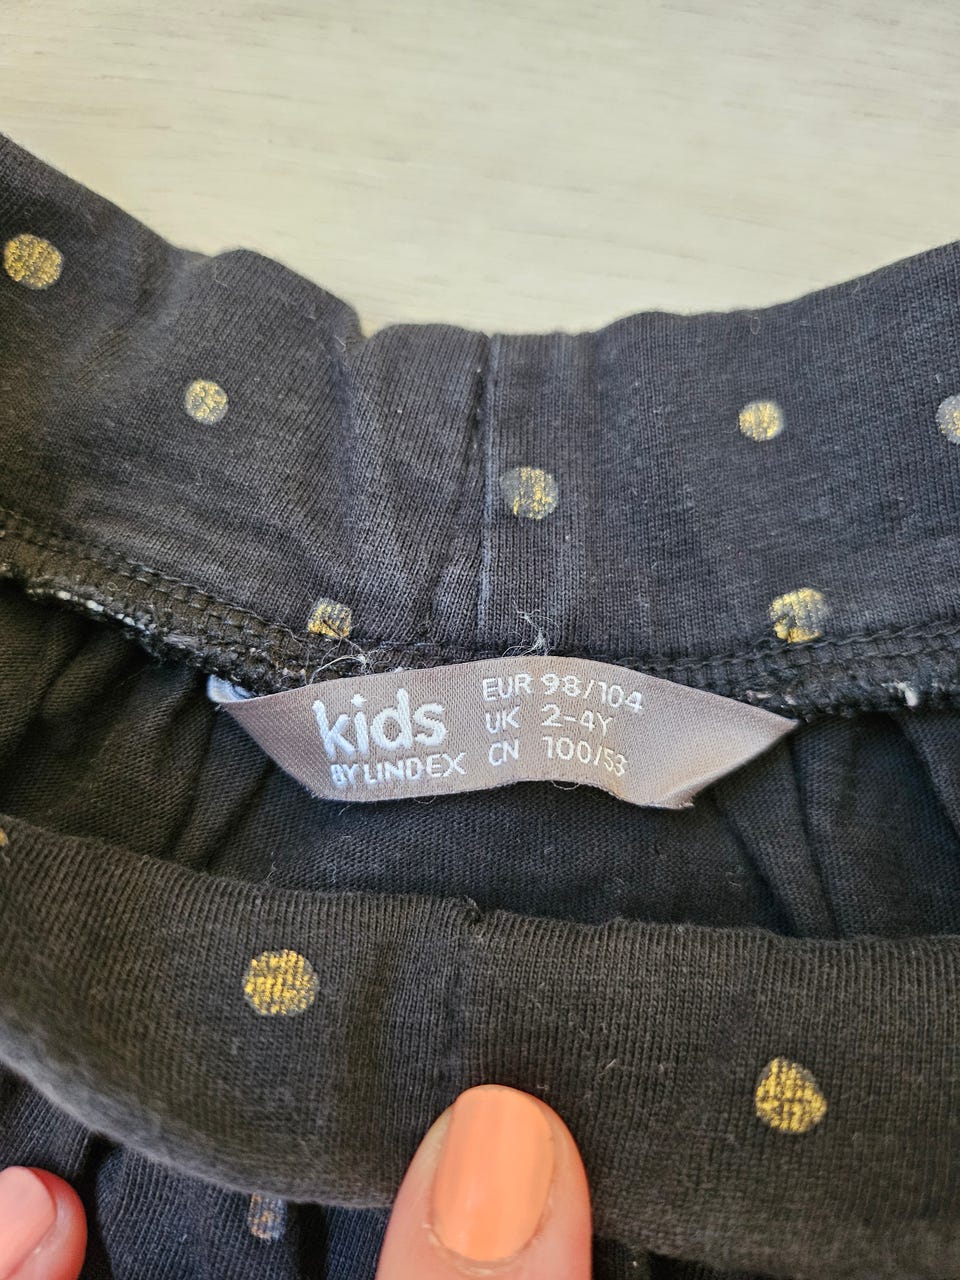 kids
BY LINDEX
EUR 98/104
UK 2-4Y
CN 100/53